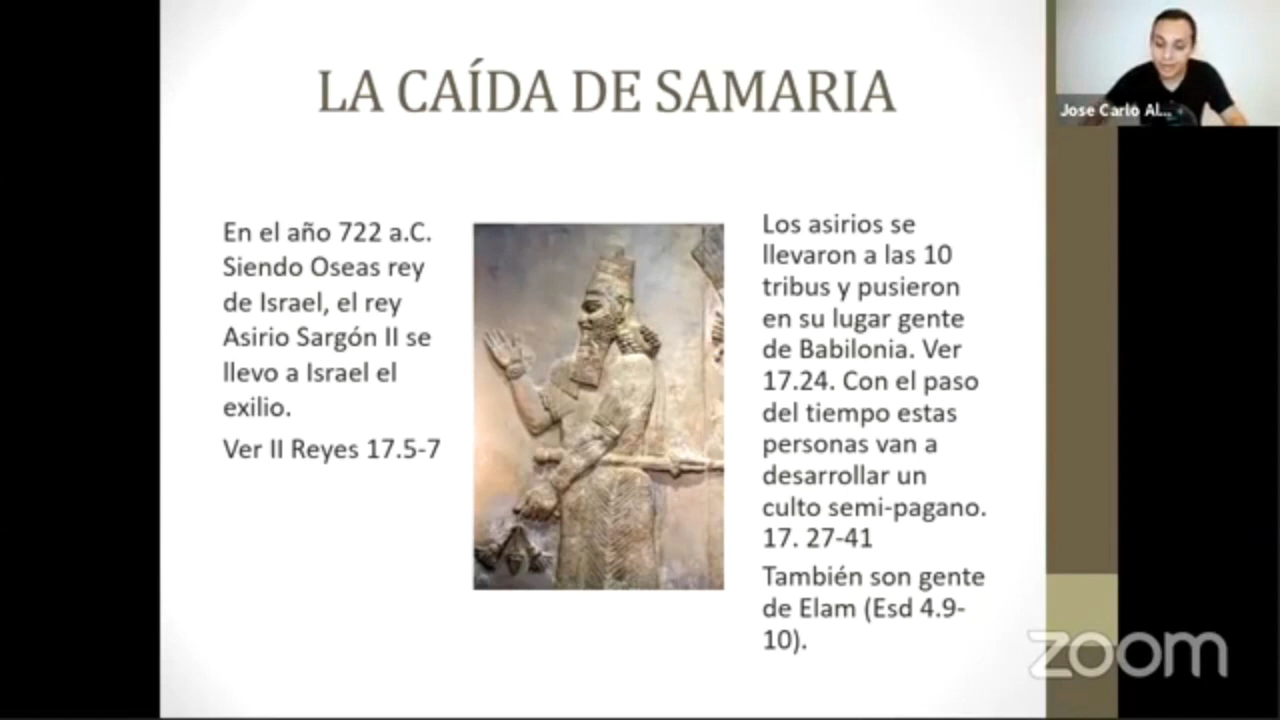 LA CAÍDA DE SAMARIA
En el año 722 a.C.
Siendo Oseas rey
de Israel, el rey
Asirio Sargón II se
llevo a Israel el
exilio.
Ver II Reyes 17.5-7
Los asirios se
llevaron a las 10
tribus y pusieron
en su lugar gente
de Babilonia. Ver
17.24. Con el paso
del tiempo estas
personas van a
desarrollar un
culto semi-pagano.
17. 27-41
También son gente
de Elam (Esd 4.9-
10).
Jose Carlo Al...
zoom